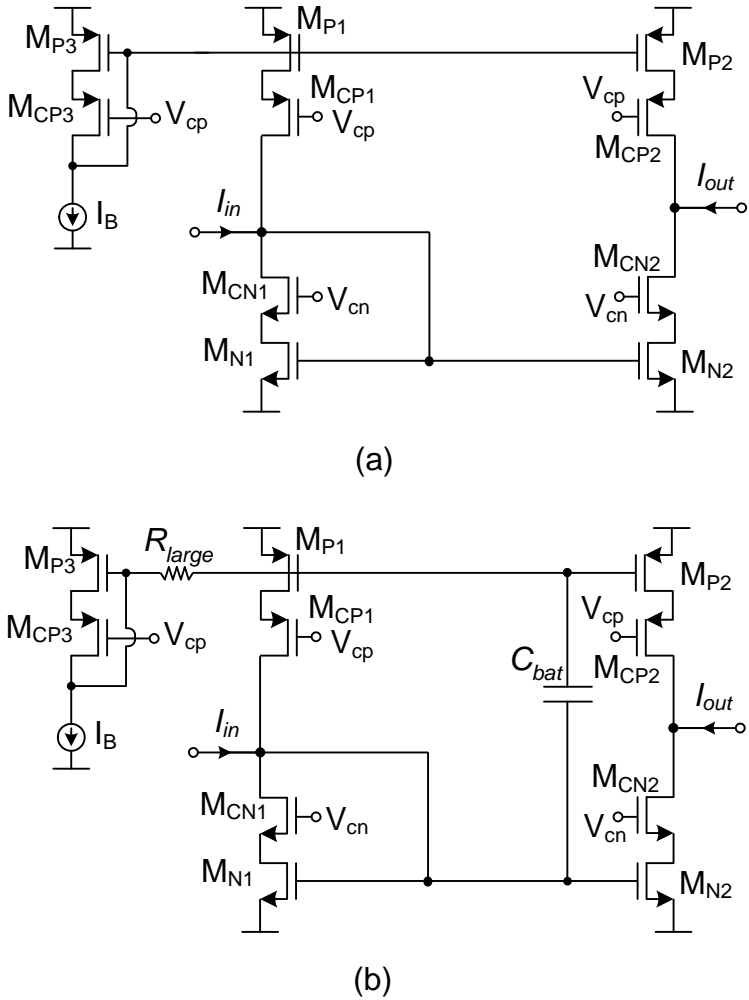 M_P3
M_P1
M_P2
M_CP3
V_cp
M_CP1
V_cp
V_cp
M_CP2
I_B
I_in
I_out
M_CN1
V_cn
M_CN2
V_cn
M_N1
M_N2
(a)
M_P3
R_large
M_P1
M_P2
M_CP3
V_cp
M_CP1
V_cp
V_cp
M_CP2
C_bat
I_B
I_in
I_out
M_CN1
V_cn
M_CN2
V_cn
M_N1
M_N2
(b)